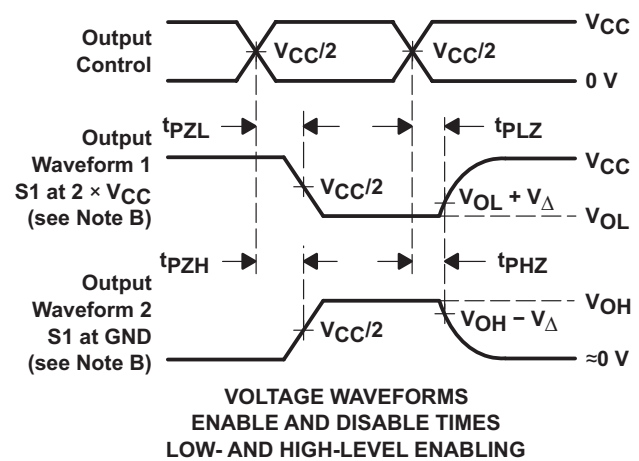 Output
Control
VCC/2
VCC/2
VCC
0 V
tPZL
tPLZ
Output
Waveform 1
S1 at 2 × VCC
(see Note B)
VCC/2
VCC
VOL + VΔ
VOL
tPZH
tPHZ
Output
Waveform 2
S1 at GND
(see Note B)
VCC/2
VOH
VOH − VΔ
≈0 V
VOLTAGE WAVEFORMS
ENABLE AND DISABLE TIMES
LOW- AND HIGH-LEVEL ENABLING